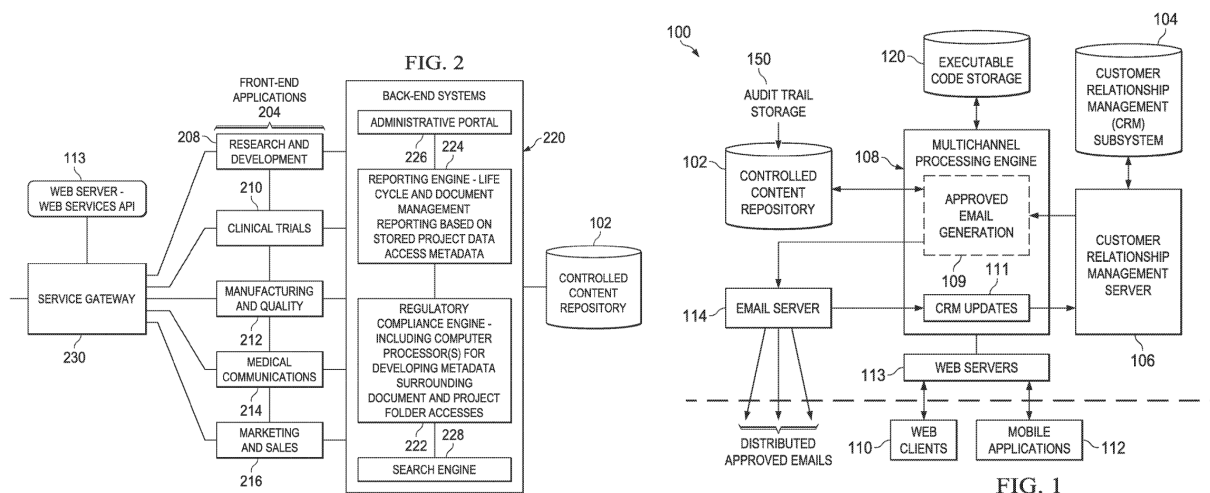 FIG. 2
FRONT-END
APPLICATIONS
204
208
RESEARCH AND
DEVELOPMENT
113
WEB SERVER -
WEB SERVICES API
210
CLINICAL TRIALS
SERVICE GATEWAY
230
MANUFACTURING
AND QUALITY
212
MEDICAL
COMMUNICATIONS
214
MARKETING
AND SALES
216
BACK-END SYSTEMS
ADMINISTRATIVE PORTAL
226
224
220
REPORTING ENGINE - LIFE
CYCLE AND DOCUMENT
MANAGEMENT
REPORTING BASED ON
STORED PROJECT DATA
ACCESS METADATA
REGULATORY
COMPLIANCE ENGINE -
INCLUDING COMPUTER
PROCESSOR(S) FOR
DEVELOPING METADATA
SURROUNDING
DOCUMENT AND PROJECT
FOLDER ACCESSES
222
228
SEARCH ENGINE
102
CONTROLLED
CONTENT
REPOSITORY
100
150
AUDIT TRAIL
STORAGE
102
CONTROLLED
CONTENT
REPOSITORY
120
EXECUTABLE
CODE STORAGE
104
CUSTOMER
RELATIONSHIP
MANAGEMENT
(CRM)
SUBSYSTEM
108
MULTICHANNEL
PROCESSING ENGINE
APPROVED
EMAIL
GENERATION
109
111
CRM UPDATES
CUSTOMER
RELATIONSHIP
MANAGEMENT
SERVER
106
114
EMAIL SERVER
113
WEB SERVERS
DISTRIBUTED
APPROVED EMAILS
110
WEB
CLIENTS
MOBILE
APPLICATIONS
112
FIG. 1